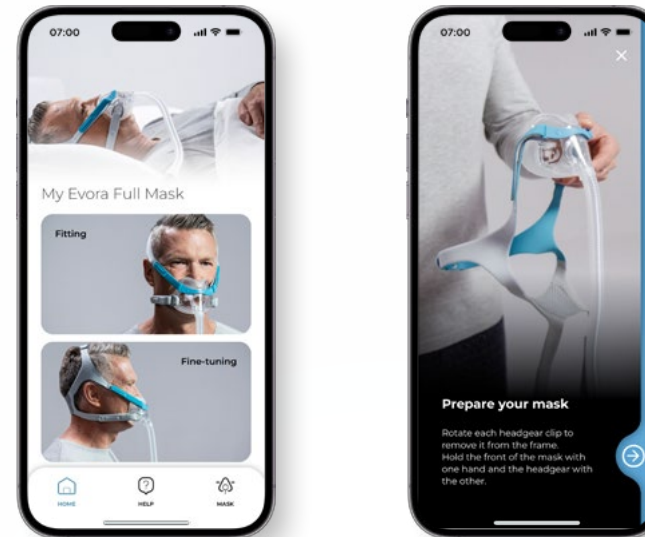 07:00
My Evora Full Mask
Fitting
Fine-tuning
HOME
HELP
MASK
07:00
Prepare your mask
Rotate each headgear clip to
remove it from the frame.
Hold the front of the mask with
one hand and the headgear with
the other.